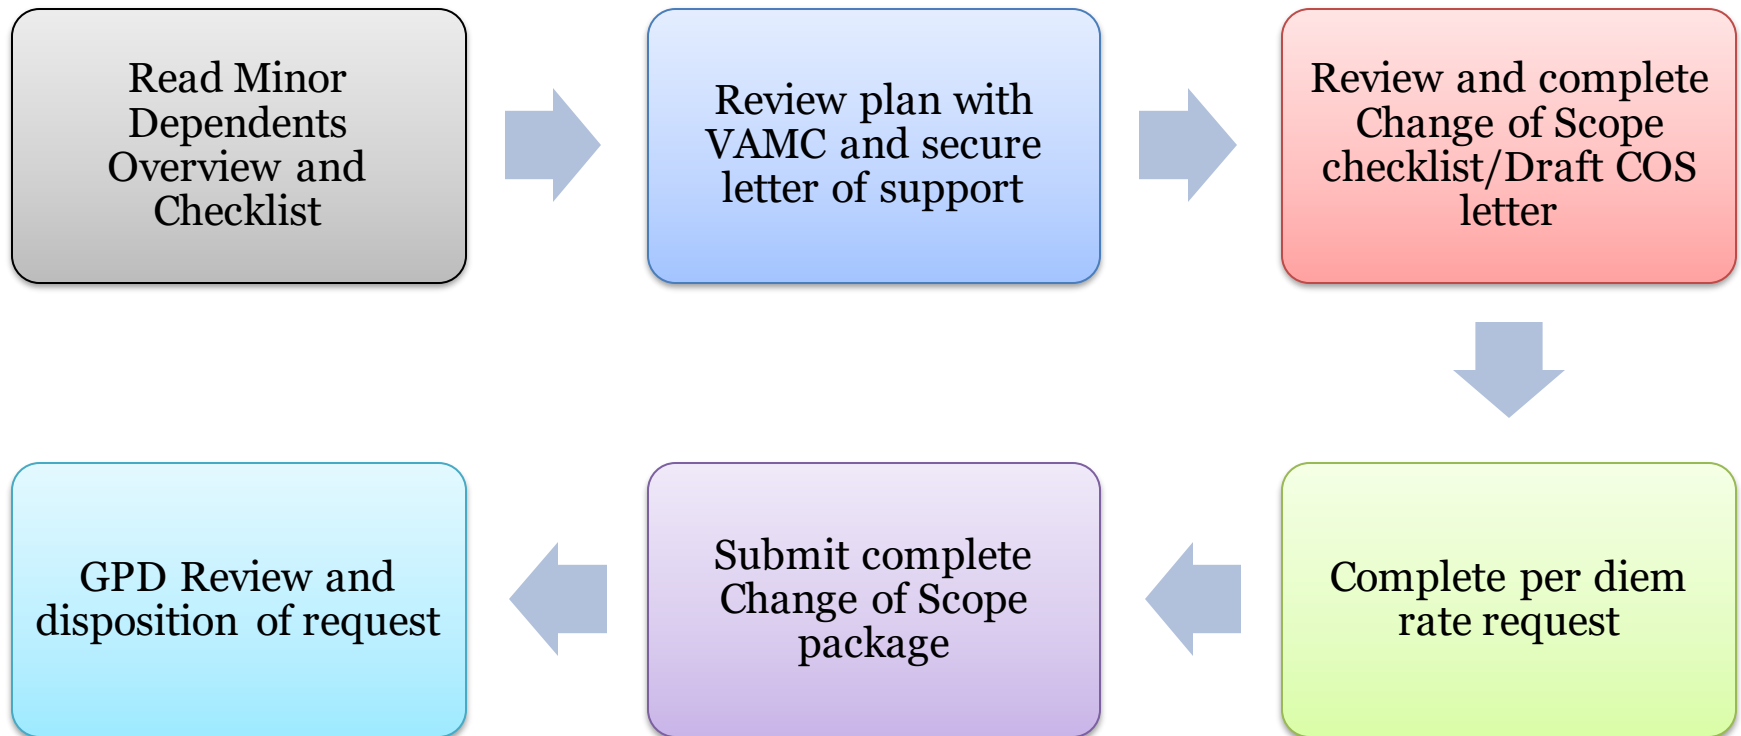 Read Minor
Dependents
Overview and
Checklist
Review plan with
VAMC and secure
letter of support
Review and complete
Change of Scope
checklist/Draft COS
letter
Complete per diem
rate request
Submit complete
Change of Scope
package
GPD Review and
disposition of request